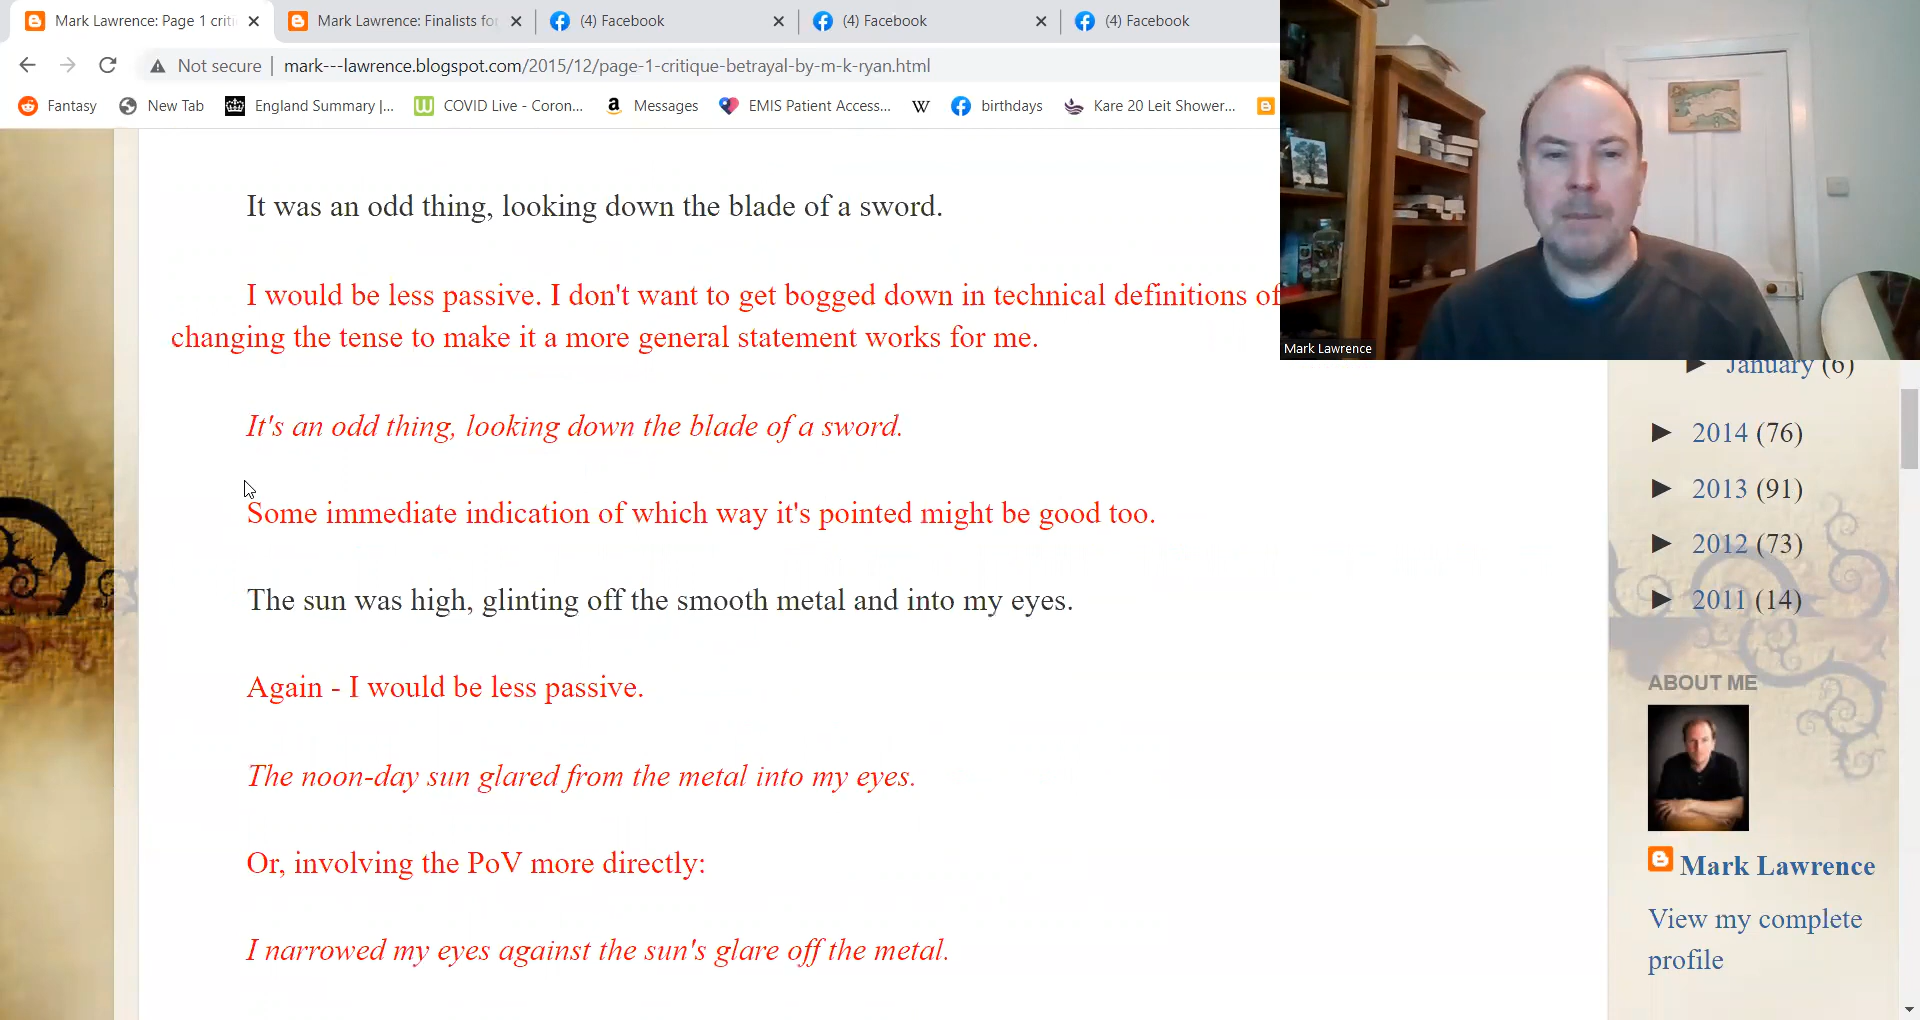 Mark Lawrence: Page 1 criti
Mark Lawrence: Finalists fo
(4) Facebook
(4) Facebook
(4) Facebook
Not secure
mark---lawrence.blogspot.com/2015/12/page-1-critique-betrayal-by-m-k-ryan.html
Fantasy
New Tab
England Summary |...
COVID Live - Coron...
Messages
EMIS Patient Access...
W
birthdays
Kare 20 Leit Shower...
It was an odd thing, looking down the blade of a sword.
I would be less passive. I don't want to get bogged down in technical definitions of
changing the tense to make it a more general statement works for me.
It's an odd thing, looking down the blade of a sword.
Some immediate indication of which way it's pointed might be good too.
The sun was high, glinting off the smooth metal and into my eyes.
Again - I would be less passive.
The noon-day sun glared from the metal into my eyes.
Or, involving the PoV more directly:
I narrowed my eyes against the sun's glare off the metal.
Mark Lawrence
► January (6)
► 2014 (76)
► 2013 (91)
► 2012 (73)
► 2011 (14)
ABOUT ME
Mark Lawrence
View my complete
profile